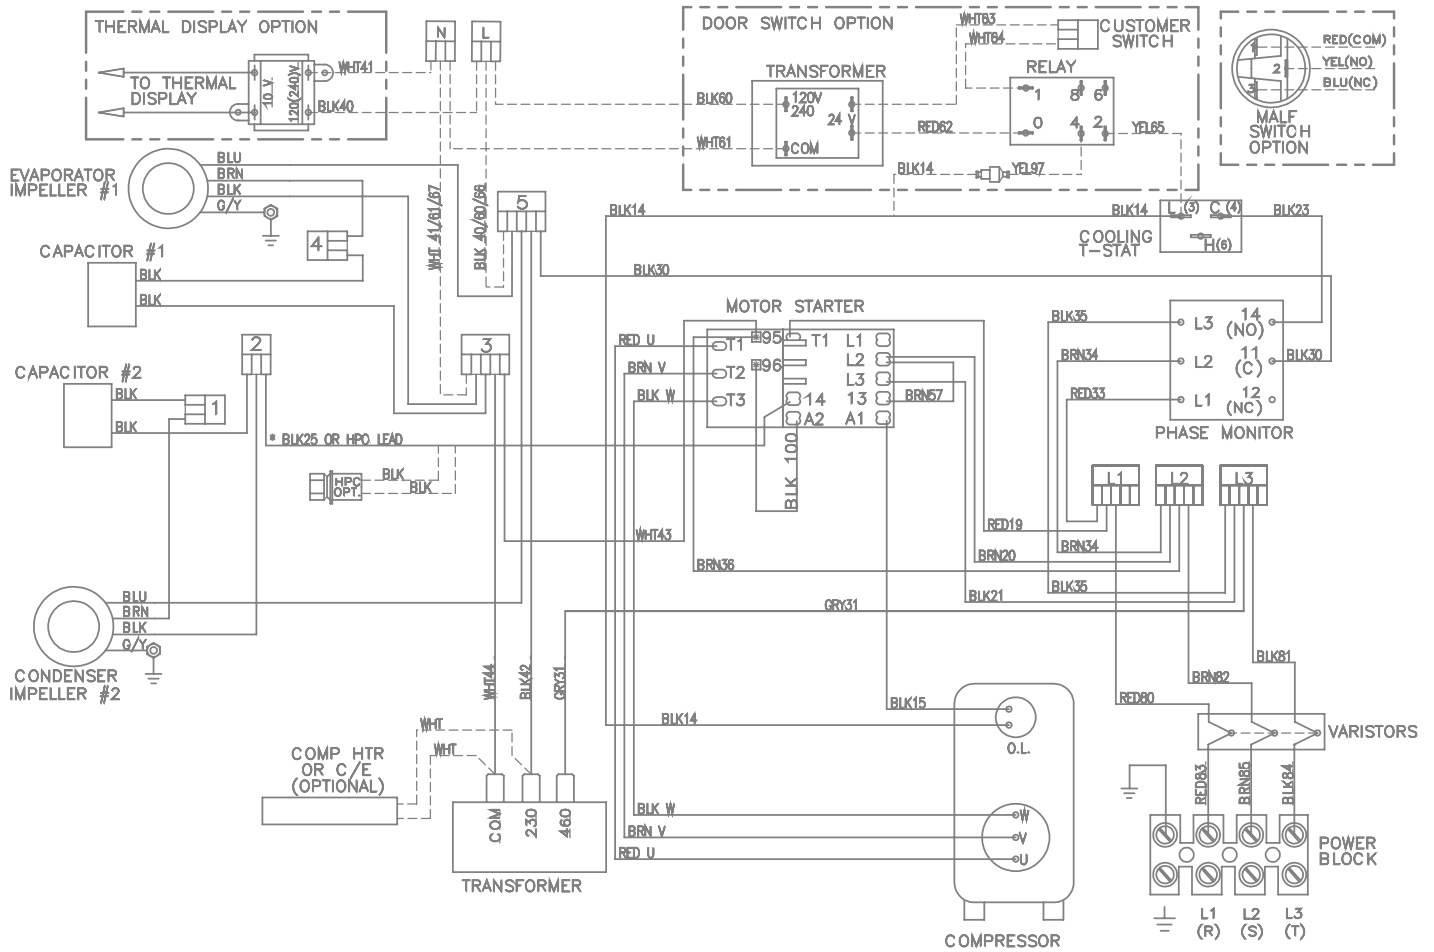 THERMAL DISPLAY OPTION
N
L
DOOR SWITCH OPTION
WHT63
WHT64
CUSTOMER
SWITCH
RED(COM)
YEL(NO)
BLU(NC)
1
2
3
MALF
SWITCH
OPTION
TO THERMAL
DISPLAY
10 V
120(240)V
WHT41
BLK40
TRANSFORMER
BLK60
WHT61
120V
240
24 V
COM
RED62
RELAY
1
8
6
0
4
2
YEL65
BLK14
YEL97
EVAPORATOR
IMPELLER #1
BLU
BRN
BLK
G/Y
WHT 41/61/67
BLK 40/60/66
5
BLK14
BLK14
L (3)
C (4)
H(6)
BLK23
COOLING
T-STAT
4
CAPACITOR #1
BLK
BLK
BLK30
MOTOR STARTER
RED U
BRN V
BLK W
T1
T2
T3
95
96
T1
14
A2
L1
L2
L3
13
A1
BRN57
BLK 100
BLK35
BRN34
RED33
L3
L2
L1
14
(NO)
11
(C)
12
(NC)
BLK30
PHASE MONITOR
2
3
CAPACITOR #2
BLK
BLK
1
* BLK25 OR HPO LEAD
HPC
OPT.
BLK
BLK
L1
L2
L3
WHT43
RED19
BRN20
BRN34
BRN36
BLK35
BLK21
GRY31
CONDENSER
IMPELLER #2
BLU
BRN
BLK
G/Y
WHT44
BLK42
GRY31
BLK81
BRN82
RED80
BLK15
BLK14
O.L.
VARISTORS
WHT
WHT
COMP HTR
OR C/E
(OPTIONAL)
COM
230
460
TRANSFORMER
BLK W
BRN V
RED U
W
V
U
COMPRESSOR
RED83
BRN85
BLK84
POWER
BLOCK
L1
(R)
L2
(S)
L3
(T)